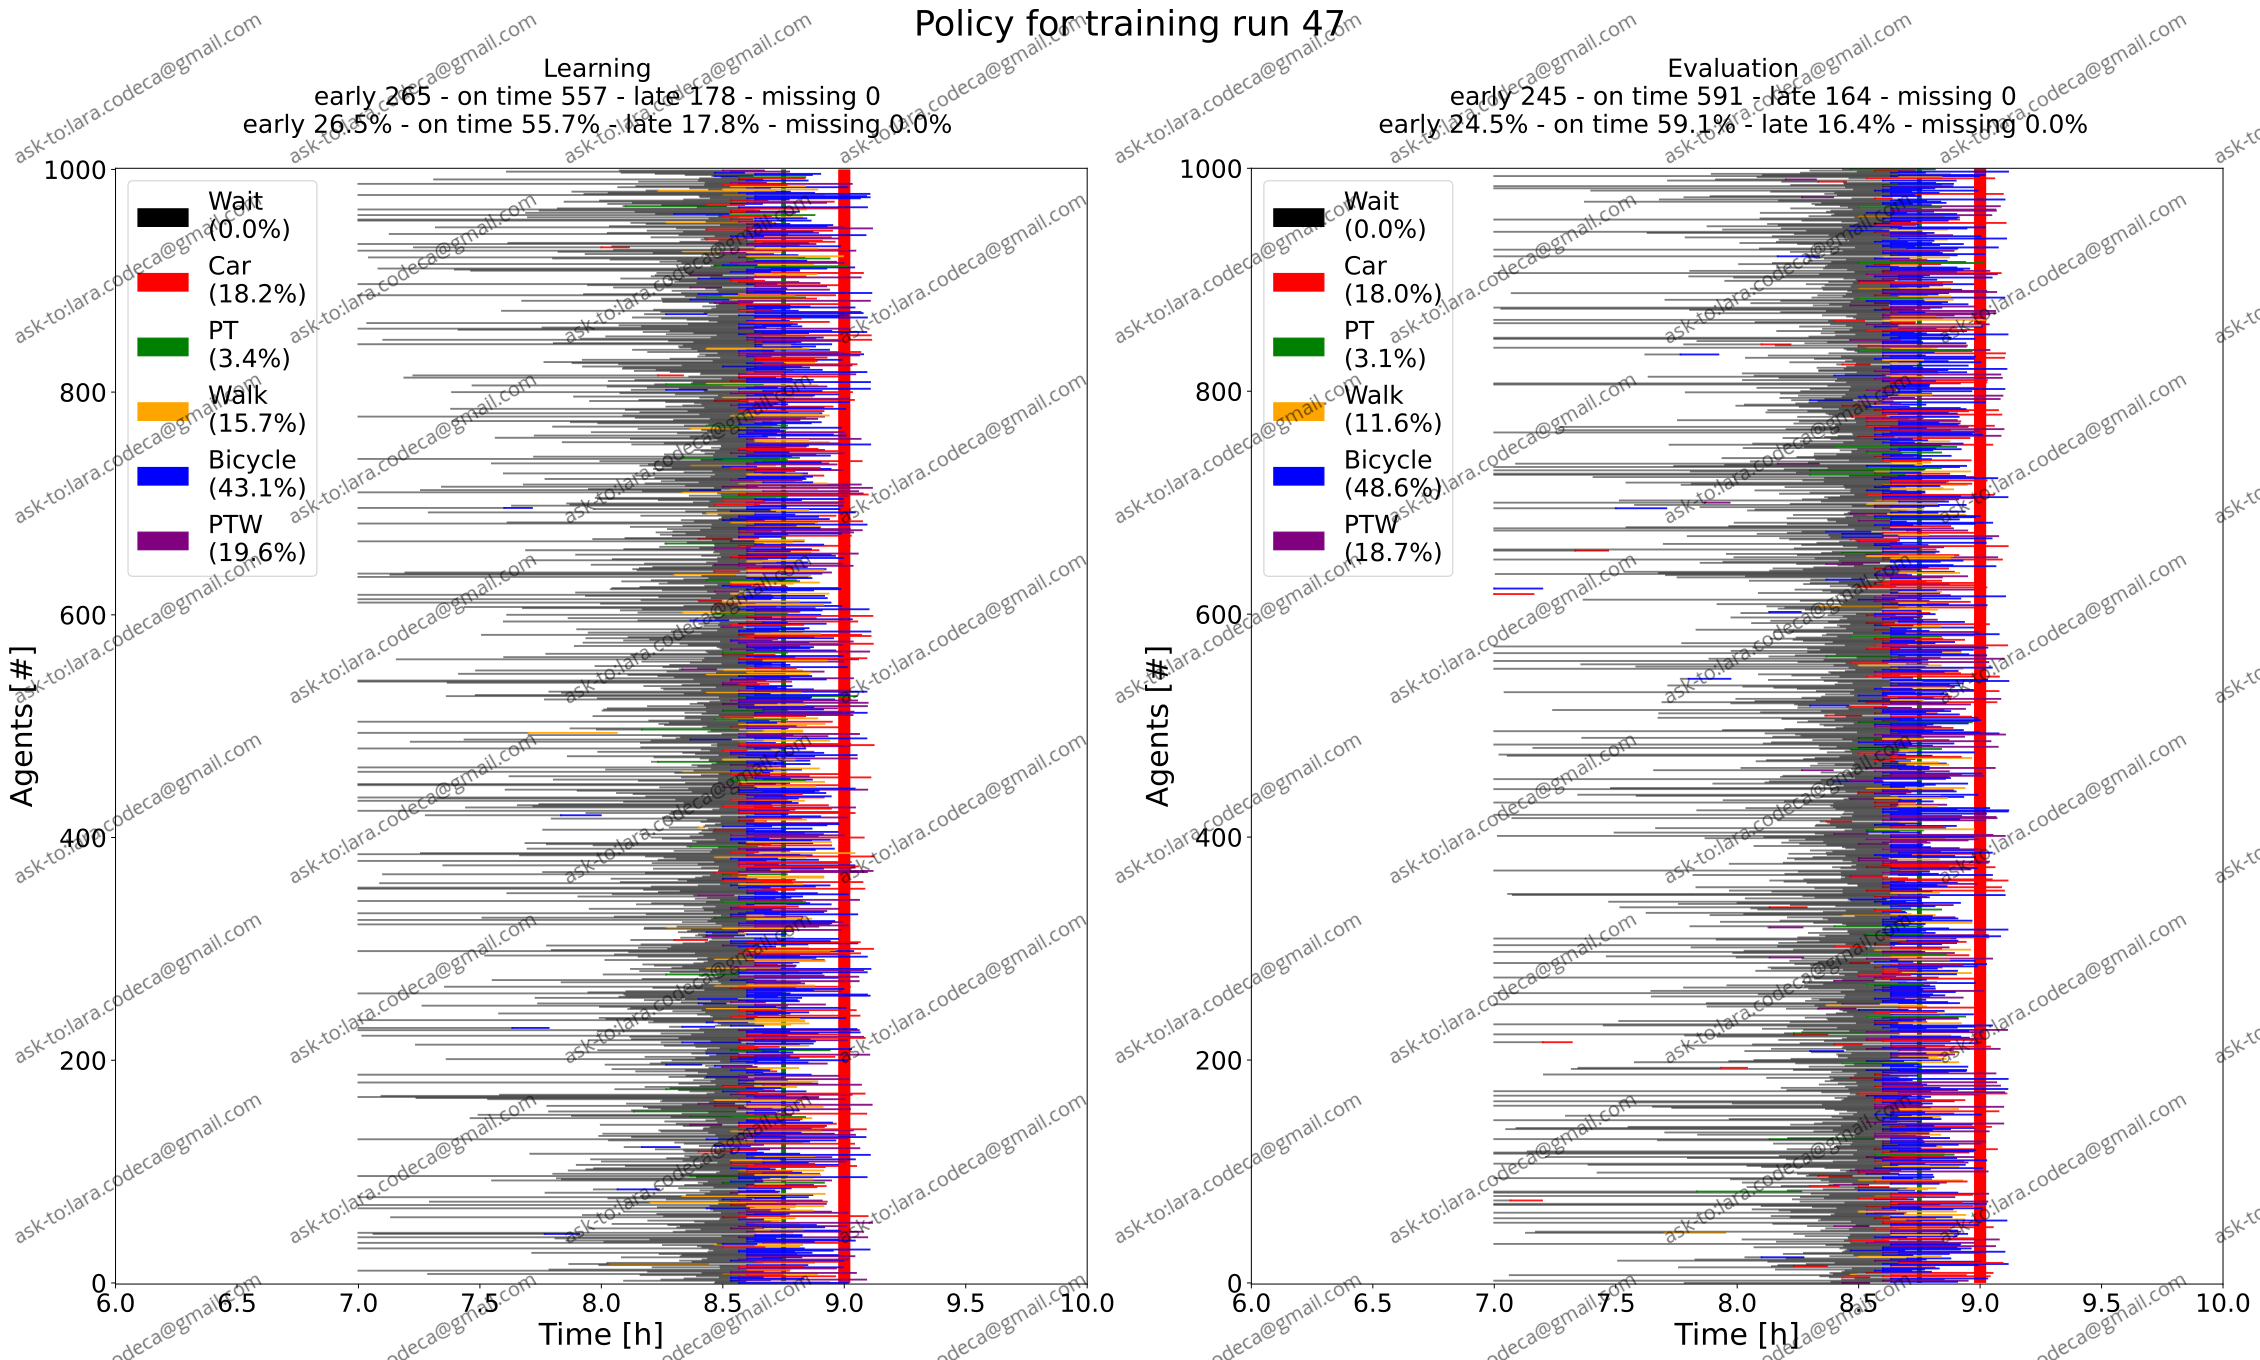 Policy for training run 47
Learning
early 265 - on time 557 - late 178 - missing 0
early 26.5% - on time 55.7% - late 17.8% - missing 0.0%
1000
800
600
400
200
0
Agents [#]
Wait
(0.0%)
Car
(18.2%)
PT
(3.4%)
Walk
(15.7%)
Bicycle
(43.1%)
PTW
(19.6%)
6.0 6.5 7.0 7.5 8.0 8.5 9.0 9.5 10.0
Time [h]
Evaluation
early 245 - on time 591 - late 164 - missing 0
early 24.5% - on time 59.1% - late 16.4% - missing 0.0%
1000
800
600
400
200
0
Agents [#]
Wait
(0.0%)
Car
(18.0%)
PT
(3.1%)
Walk
(11.6%)
Bicycle
(48.6%)
PTW
(18.7%)
6.0 6.5 7.0 7.5 8.0 8.5 9.0 9.5 10.0
Time [h]
ask-to:lara.codeca@gmail.com